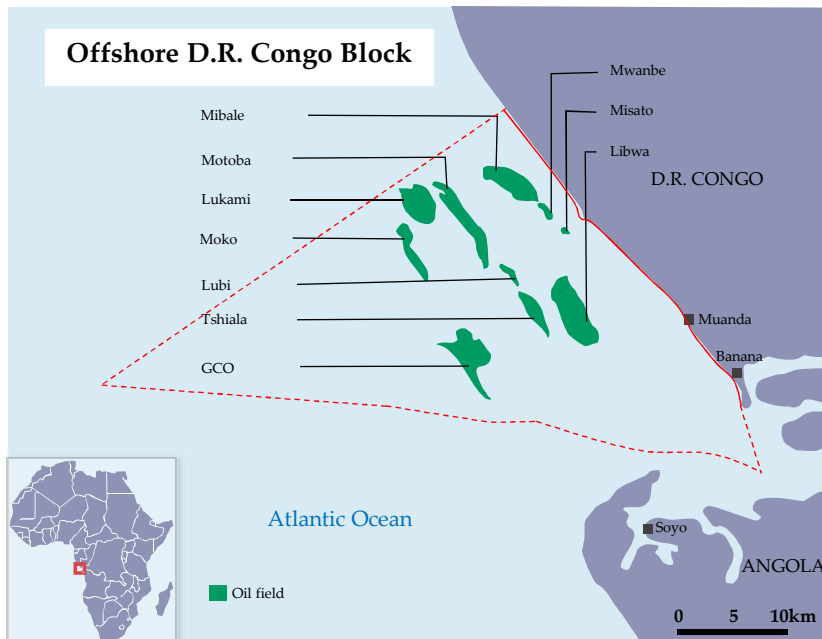 Offshore D.R. Congo Block
Mwanbe
Misato
Mibale
Libwa
Motoba
D.R. CONGO
Lukami
Moko
Lubi
Tshiala
Muanda
Banana
GCO
Atlantic Ocean
Soyo
ANGOLA
Oil field
0 5 10km